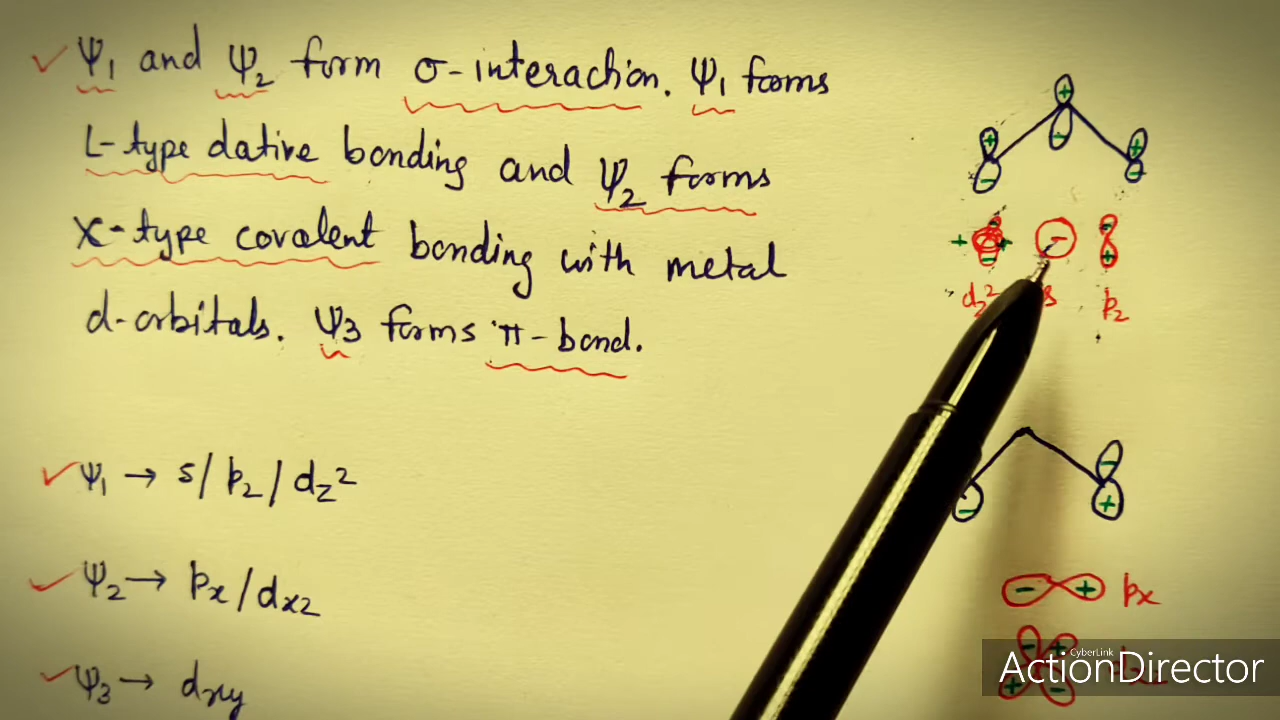 ✓ ψ₁ and ψ₂ form σ-interaction. ψ₁ forms
L-type dative bonding and ψ₂ forms
X-type covalent bonding with metal
d-orbitals. ψ₃ forms π-bond.
✓ ψ₁ → s/pz/dz²
✓ ψ₂ → px/dxz
✓ ψ₃ → dxy
+ + +
- - -
+ - + - - +
dz² s pz
- - +
- + px
- +
+ -
CyberLink
ActionDirector